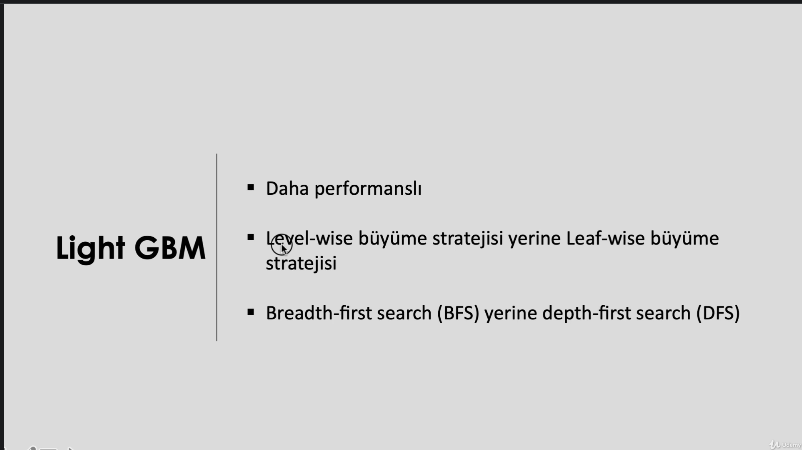 Light GBM
Daha performanslı
Level-wise büyüme stratejisi yerine Leaf-wise büyüme
stratejisi
Breadth-first search (BFS) yerine depth-first search (DFS)